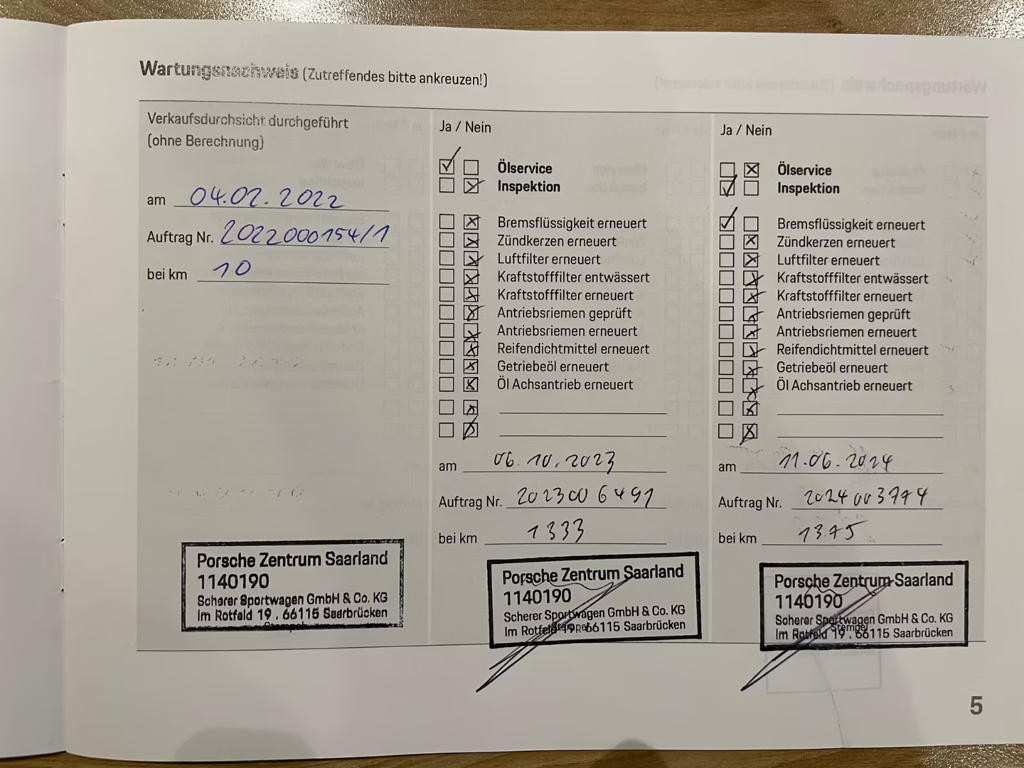 Wartungsnachweis (Zutreffendes bitte ankreuzen!)
Verkaufsdurchsicht durchgeführt
(ohne Berechnung)
am 04.02.2022
Auftrag Nr. 2022000154/1
bei km 10
Porsche Zentrum Saarland
1140190
Scherer Sportwagen GmbH & Co. KG
Im Rotfeld 19 . 66115 Saarbrücken
Stempel
Ja / Nein
Ölservice
Inspektion
Bremsflüssigkeit erneuert
Zündkerzen erneuert
Luftfilter erneuert
Kraftstofffilter entwässert
Kraftstofffilter erneuert
Antriebsriemen geprüft
Antriebsriemen erneuert
Reifendichtmittel erneuert
Getriebeöl erneuert
Öl Achsantrieb erneuert
am 06.10.2023
Auftrag Nr. 2023006491
bei km 1333
Porsche Zentrum Saarland
1140190
Scherer Sportwagen GmbH & Co. KG
Im Rotfeld 19 . 66115 Saarbrücken
Stempel
Ja / Nein
Ölservice
Inspektion
Bremsflüssigkeit erneuert
Zündkerzen erneuert
Luftfilter erneuert
Kraftstofffilter entwässert
Kraftstofffilter erneuert
Antriebsriemen geprüft
Antriebsriemen erneuert
Reifendichtmittel erneuert
Getriebeöl erneuert
Öl Achsantrieb erneuert
am 11.06.2024
Auftrag Nr.
bei km 1375
Porsche Zentrum Saarland
1140190
Scherer Sportwagen GmbH & Co. KG
Im Rotfeld 19 . 66115 Saarbrücken
Stempel
5